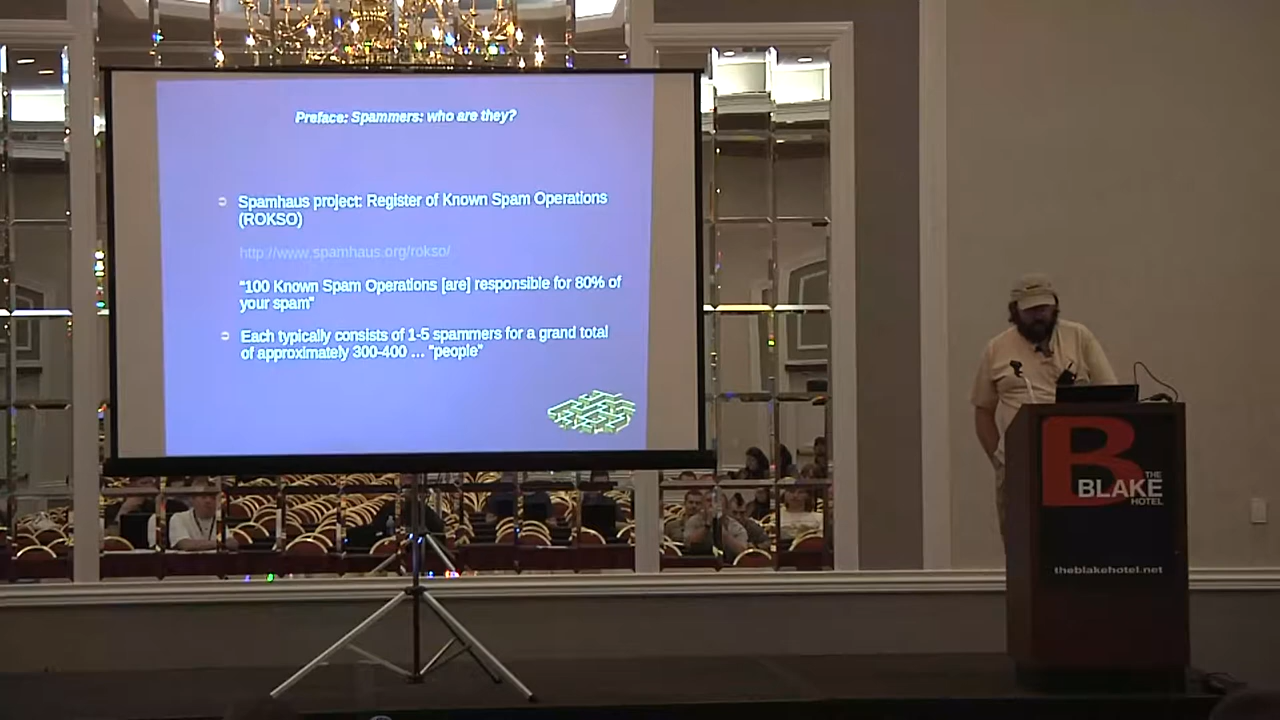 Preface: Spammers: who are they?
Spamhaus project: Register of Known Spam Operations
(ROKSO)
http://www.spamhaus.org/rokso/
"100 Known Spam Operations [are] responsible for 80% of
your spam"
Each typically consists of 1-5 spammers for a grand total
of approximately 300-400 ... "people"
B
THE
BLAKE
HOTEL
theblakehotel.net